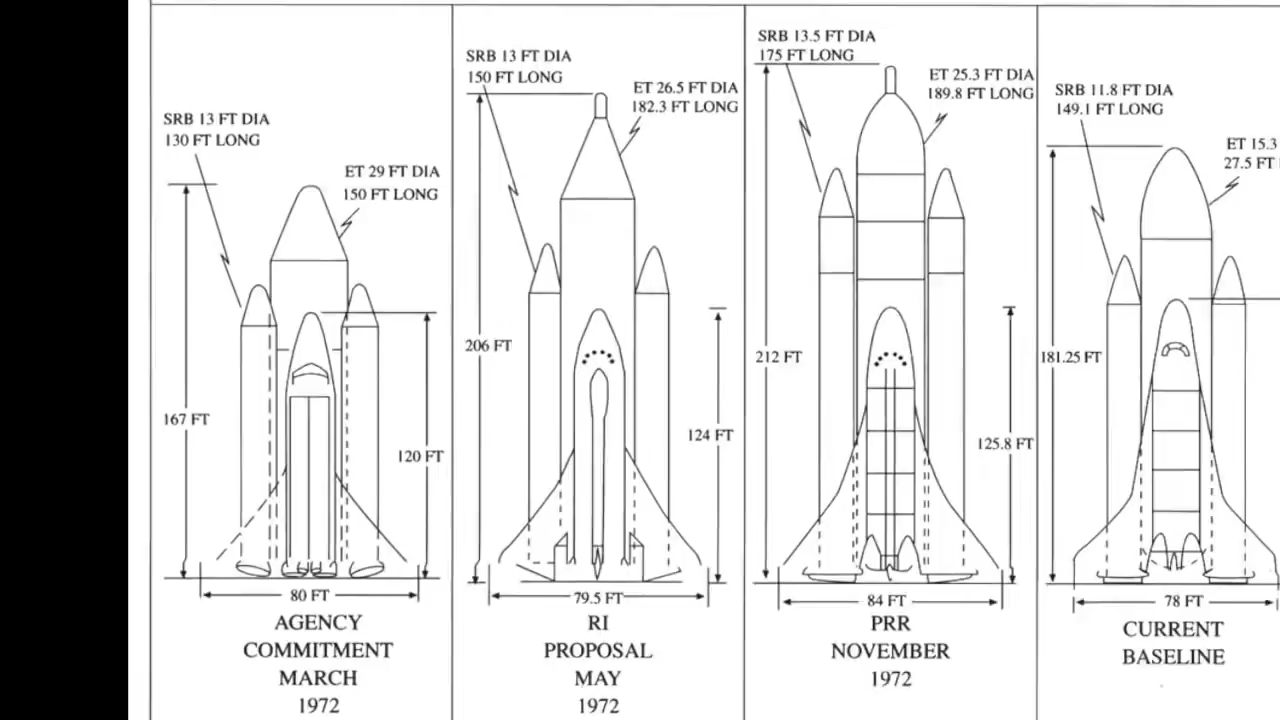 SRB 13 FT DIA
130 FT LONG
ET 29 FT DIA
150 FT LONG
167 FT
120 FT
80 FT
AGENCY
COMMITMENT
MARCH
1972
SRB 13 FT DIA
150 FT LONG
ET 26.5 FT DIA
182.3 FT LONG
206 FT
124 FT
79.5 FT
RI
PROPOSAL
MAY
1972
SRB 13.5 FT DIA
175 FT LONG
ET 25.3 FT DIA
189.8 FT LONG
212 FT
125.8 FT
84 FT
PRR
NOVEMBER
1972
SRB 11.8 FT DIA
149.1 FT LONG
ET 15.3
27.5 F
181.25 FT
78 FT
CURRENT
BASELINE